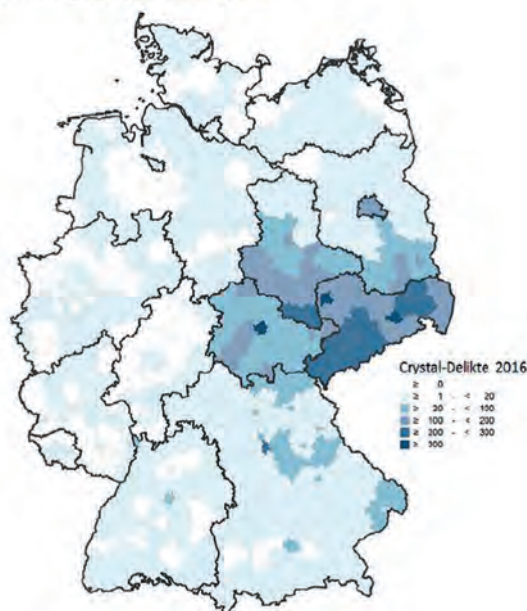 Crystal-Delikte 2016
≥ 0
≥ 1 - < 20
≥ 20 - < 100
≥ 100 - < 200
≥ 200 - < 300
≥ 300